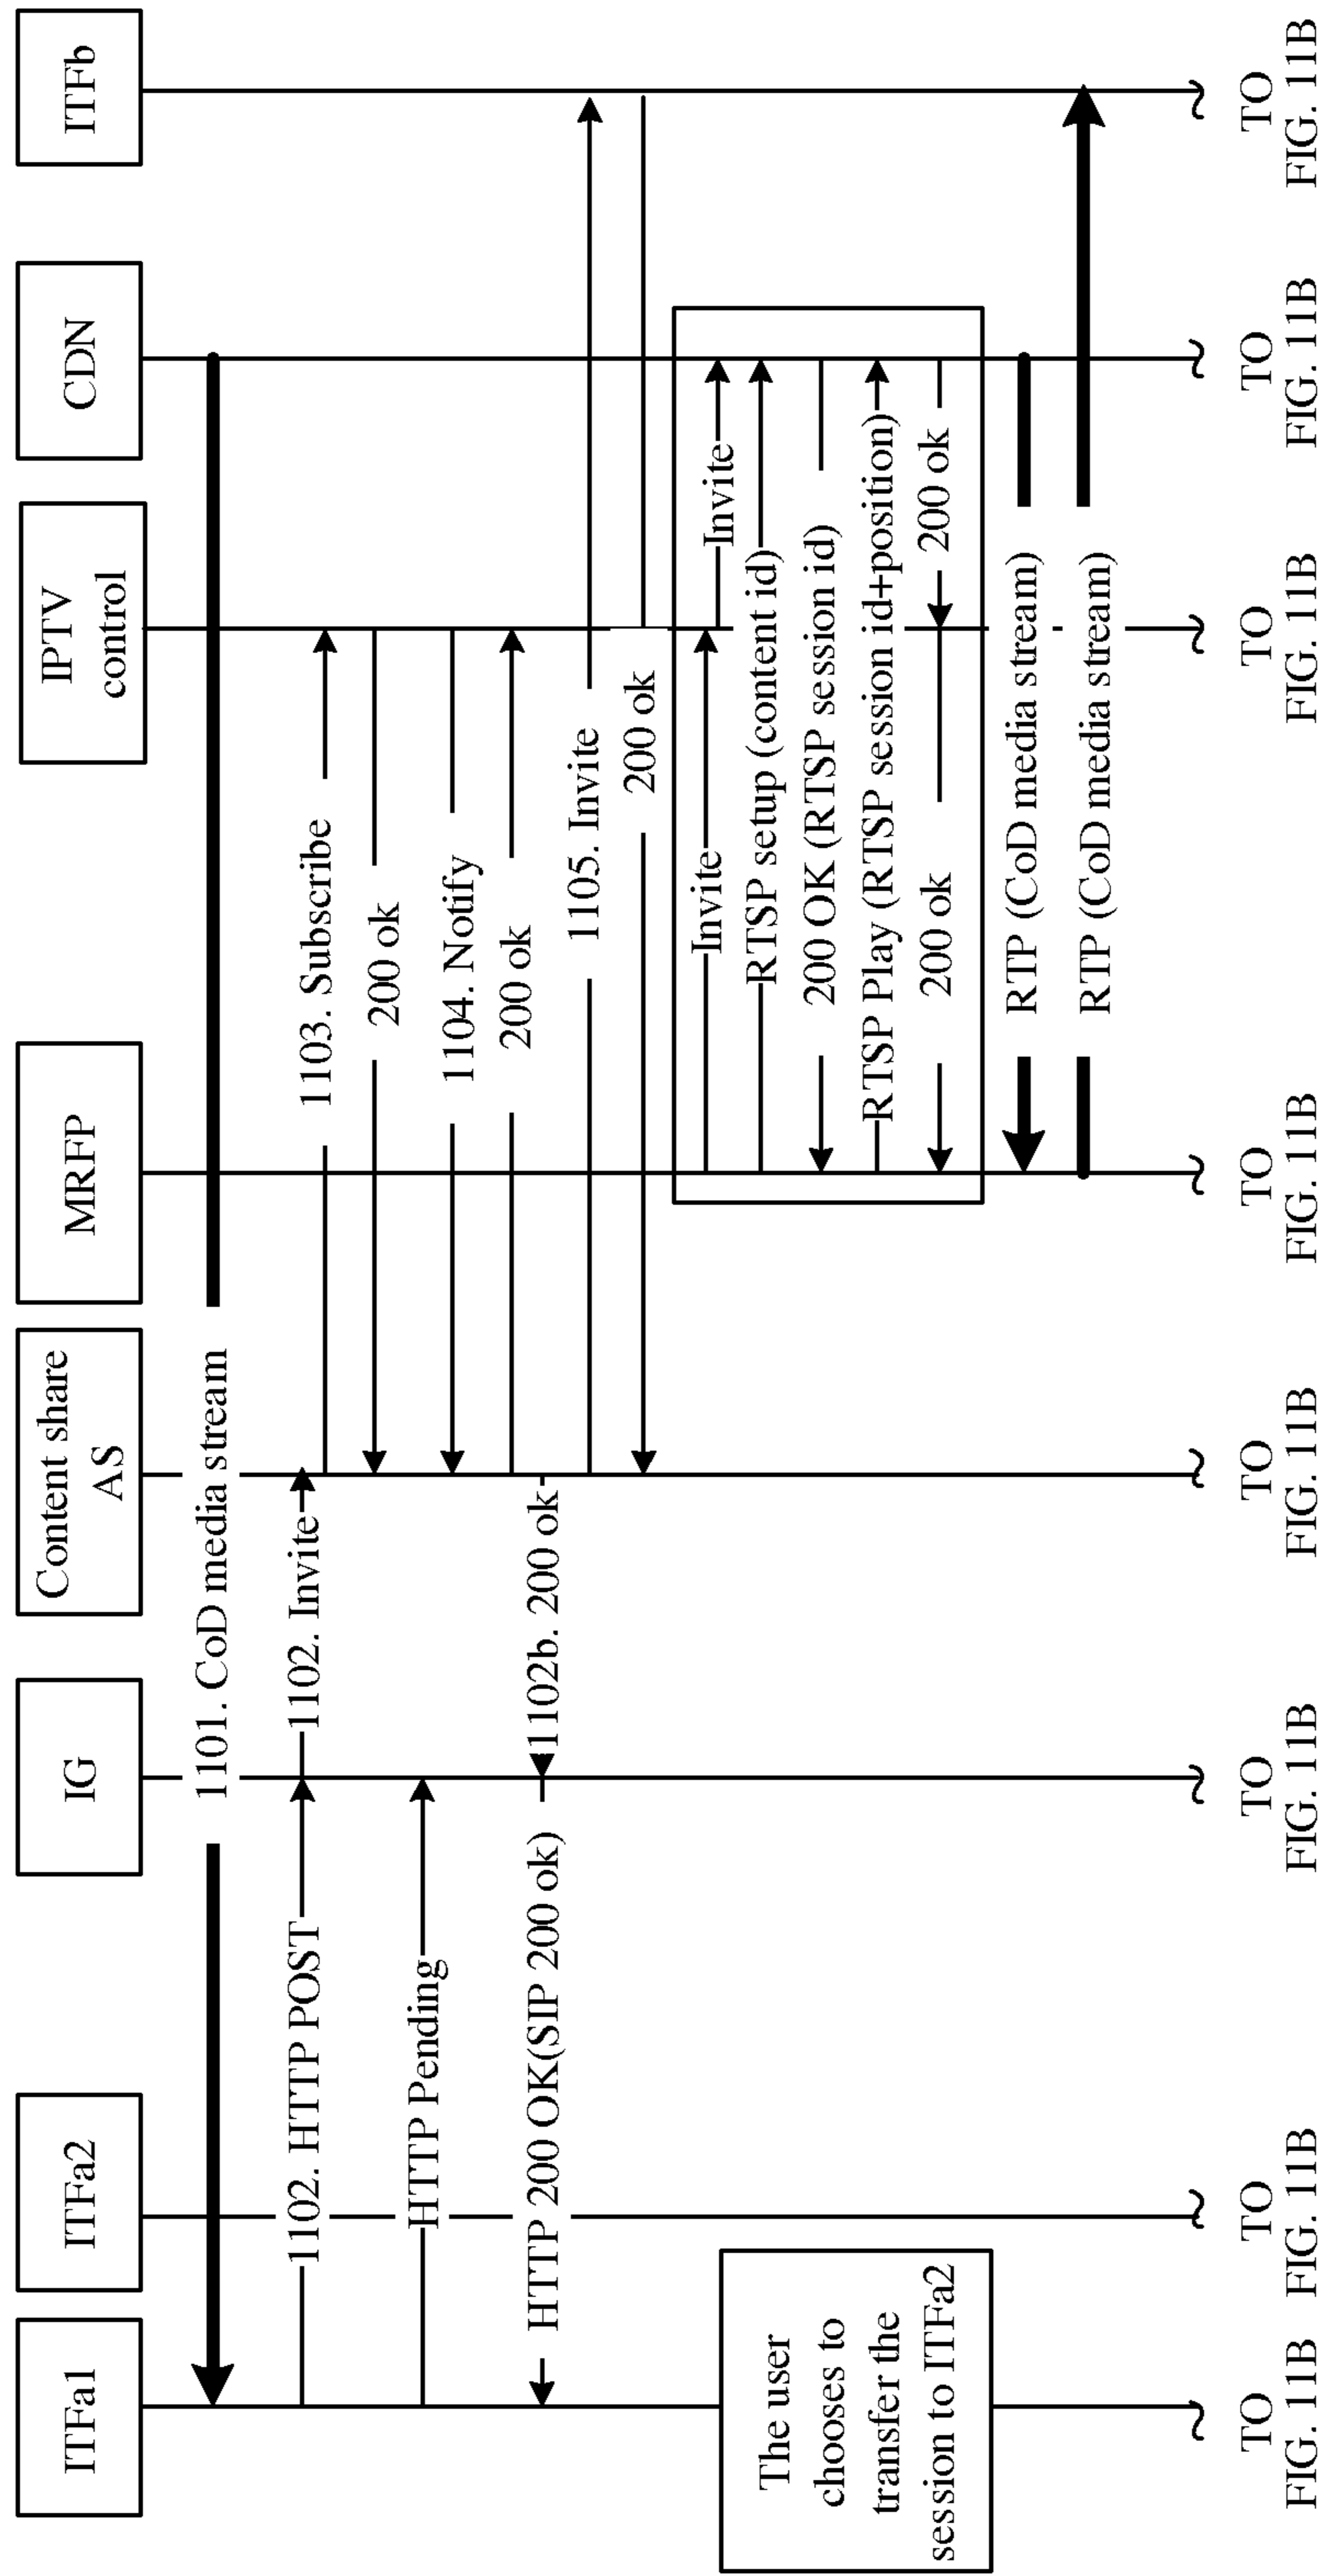 ITFa1
ITFa2
IG
Content share
AS
MRFP
IPTV
control
CDN
ITFb
1101. CoD media stream
1102. HTTP POST
1102. Invite
1103. Subscribe
200 ok
HTTP Pending
1104. Notify
200 ok
HTTP 200 OK(SIP 200 ok)
1102b. 200 ok
1105. Invite
200 ok
Invite
Invite
RTSP setup (content id)
200 OK (RTSP session id)
RTSP Play (RTSP session id+position)
200 ok
200 ok
The user
chooses to
transfer the
session to ITFa2
RTP (CoD media stream)
RTP (CoD media stream)
TO
FIG. 11B
TO
FIG. 11B
TO
FIG. 11B
TO
FIG. 11B
TO
FIG. 11B
TO
FIG. 11B
TO
FIG. 11B
TO
FIG. 11B